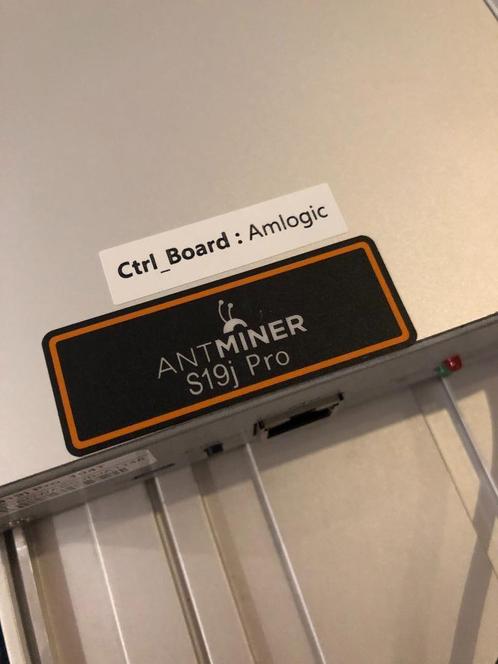 Ctrl_Board : Amlogic
ANTMINER
S19j Pro